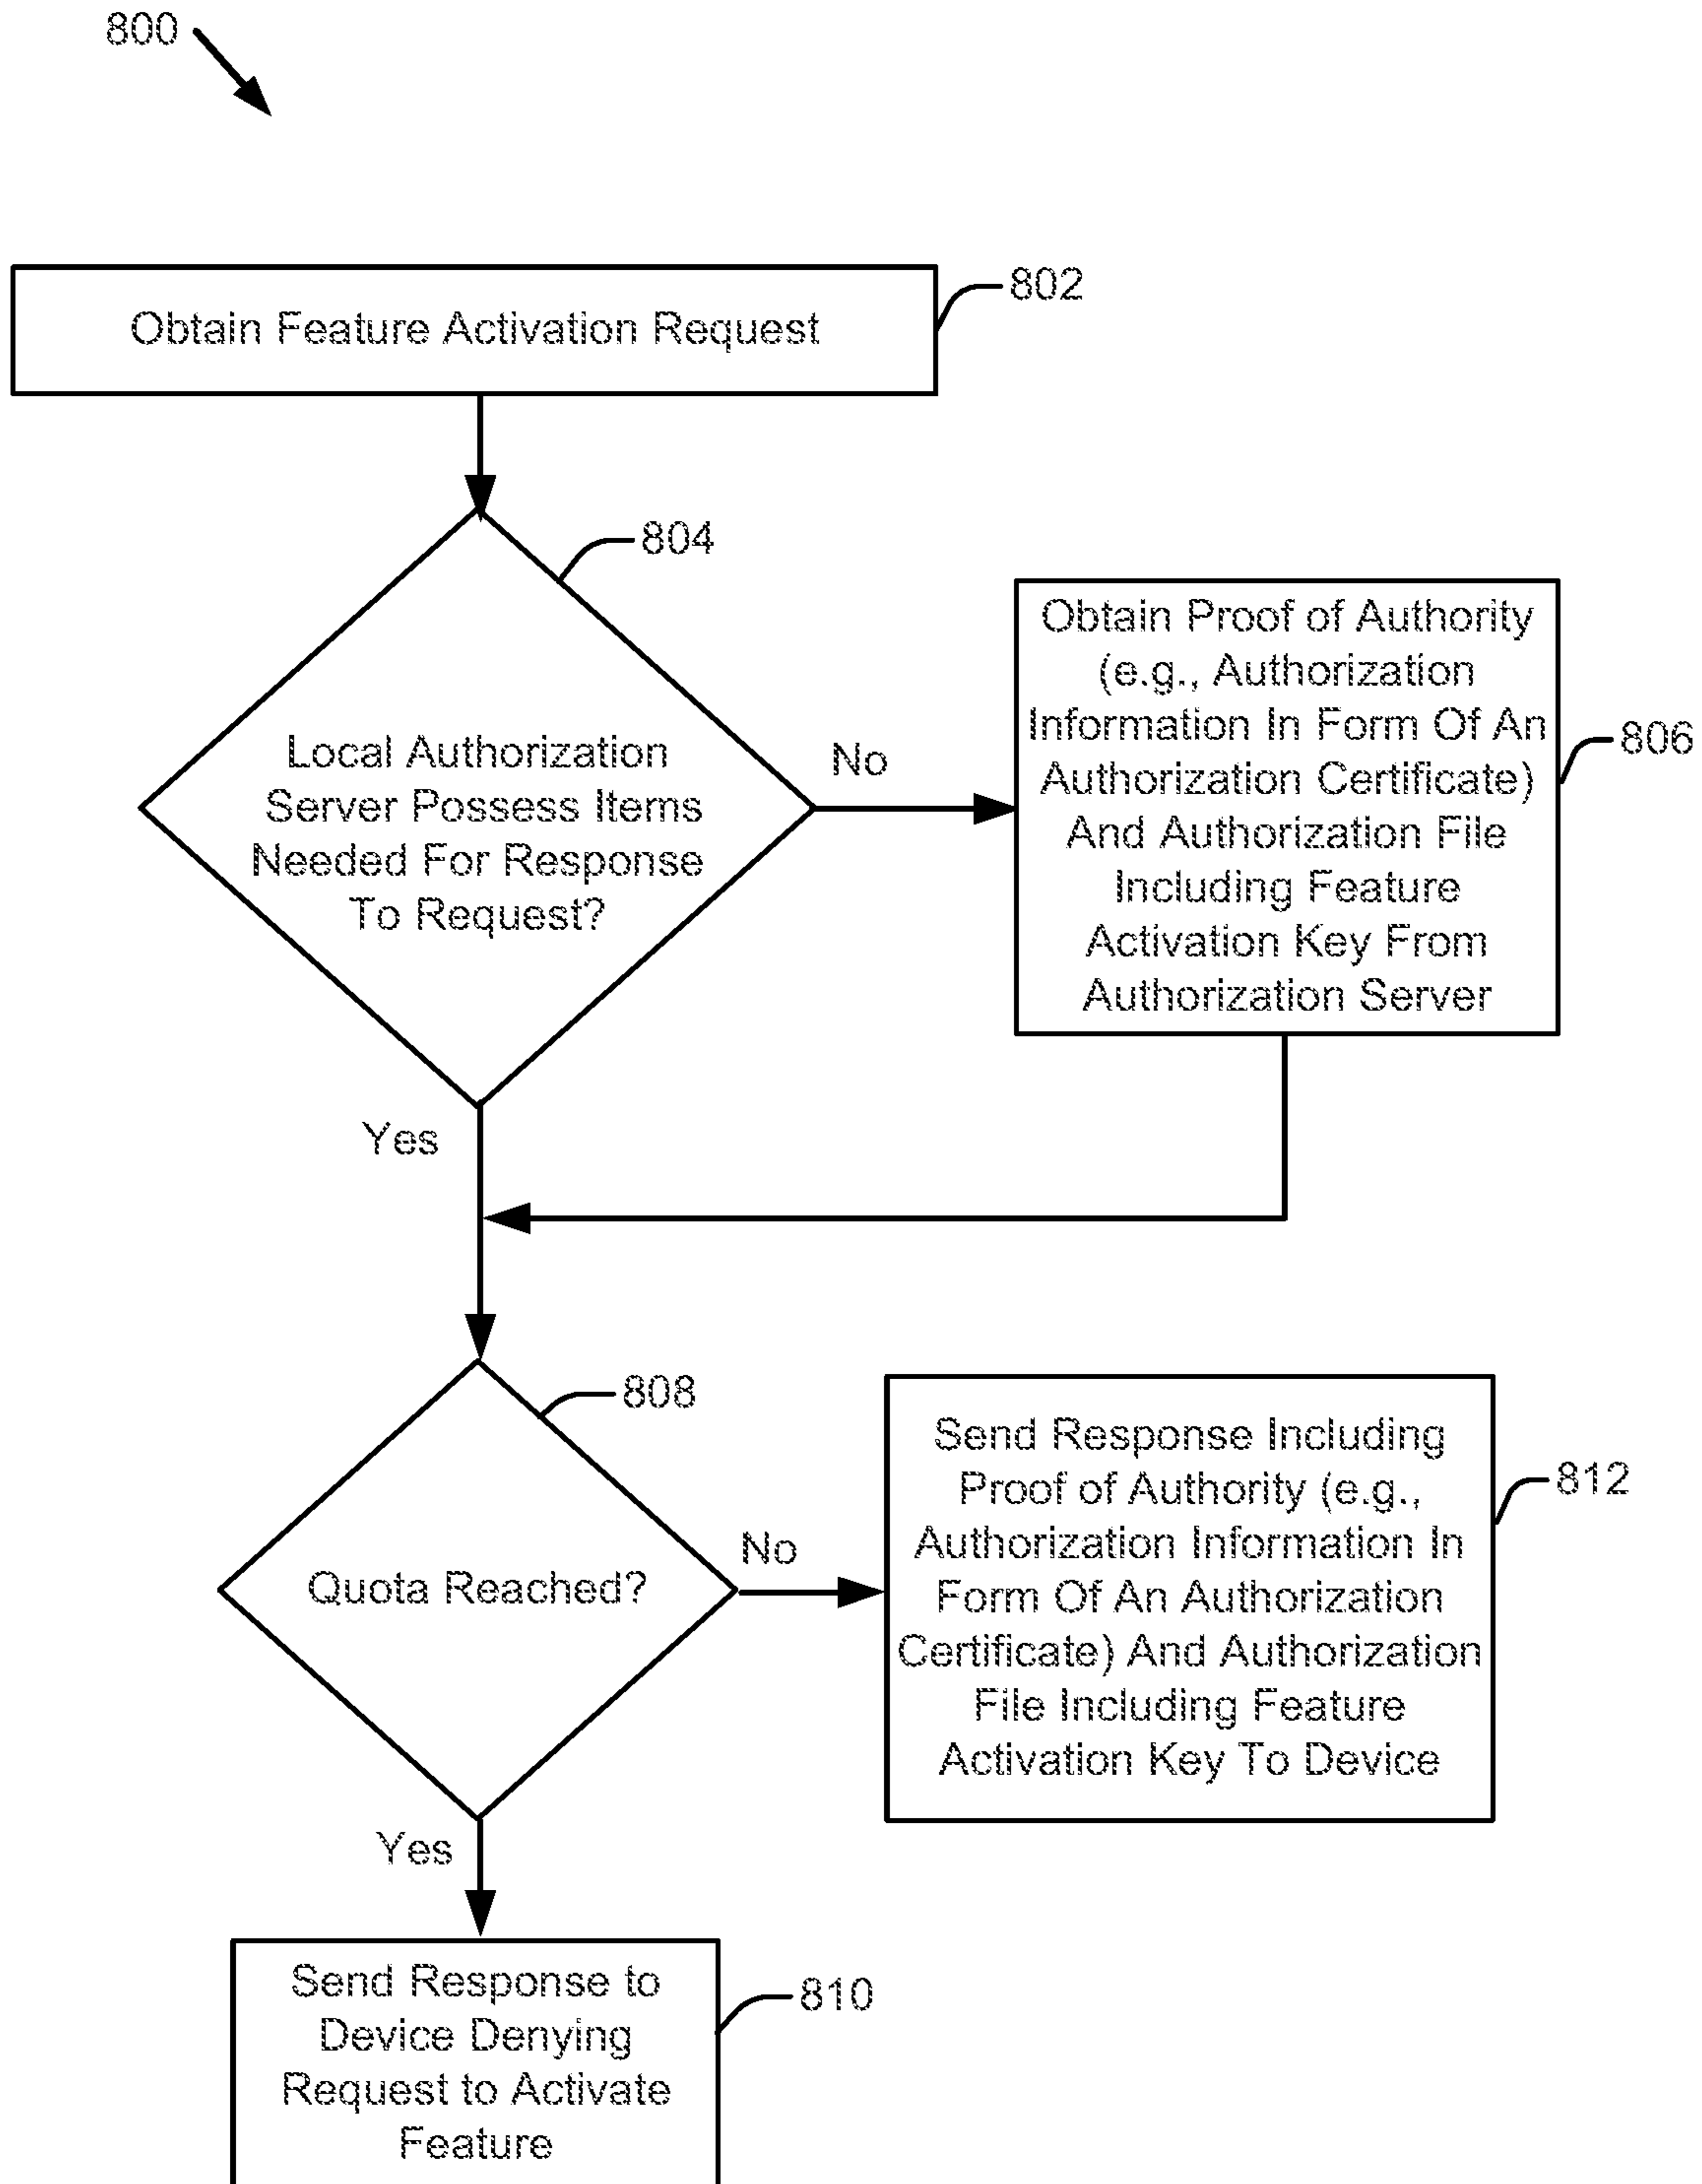 800
802
Obtain Feature Activation Request
804
Local Authorization
Server Possess Items
Needed For Response
To Request?
No
Obtain Proof of Authority
(e.g., Authorization
Information In Form Of An
Authorization Certificate)
And Authorization File
Including Feature
Activation Key From
Authorization Server
806
Yes
808
Quota Reached?
No
Send Response Including
Proof of Authority (e.g.,
Authorization Information In
Form Of An Authorization
Certificate) And Authorization
File Including Feature
Activation Key To Device
812
Yes
Send Response to
Device Denying
Request to Activate
Feature
810